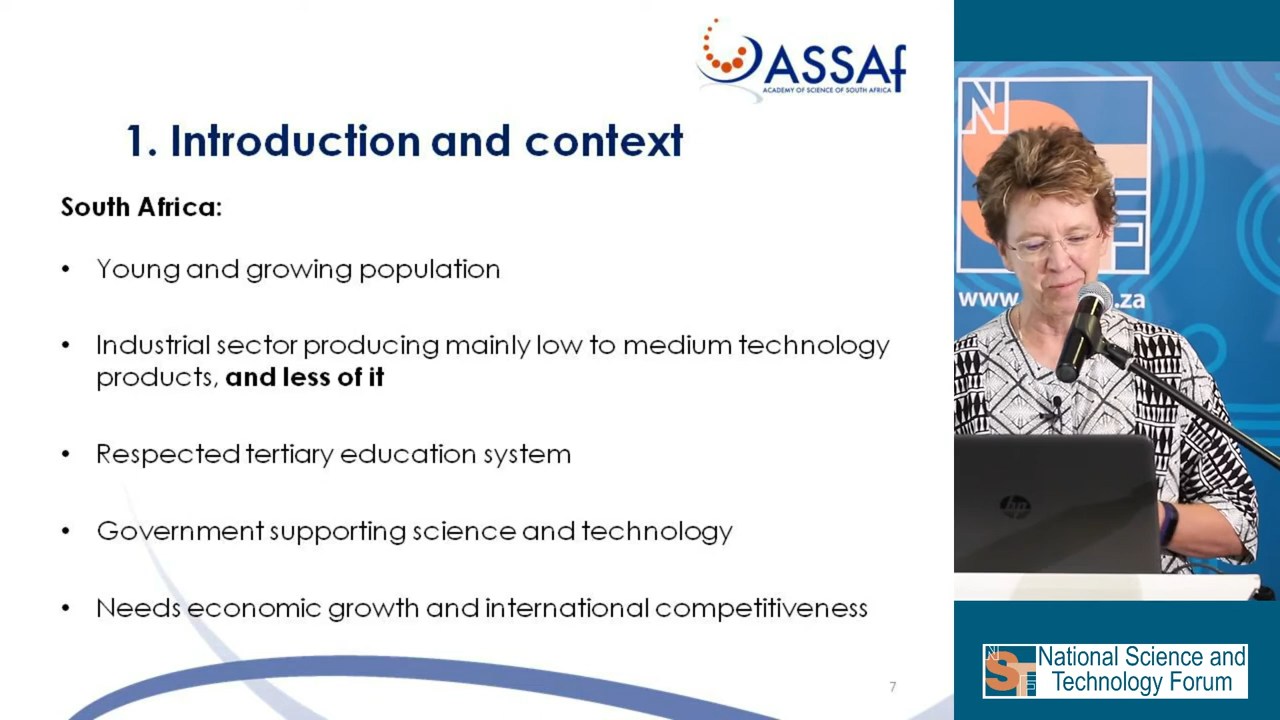 ASSAf
ACADEMY OF SCIENCE OF SOUTH AFRICA
1. Introduction and context
South Africa:
• Young and growing population
• Industrial sector producing mainly low to medium technology
products, and less of it
• Respected tertiary education system
• Government supporting science and technology
• Needs economic growth and international competitiveness
7
N
S
T
F
www
.za
hp
NSTF
National Science and
Technology Forum